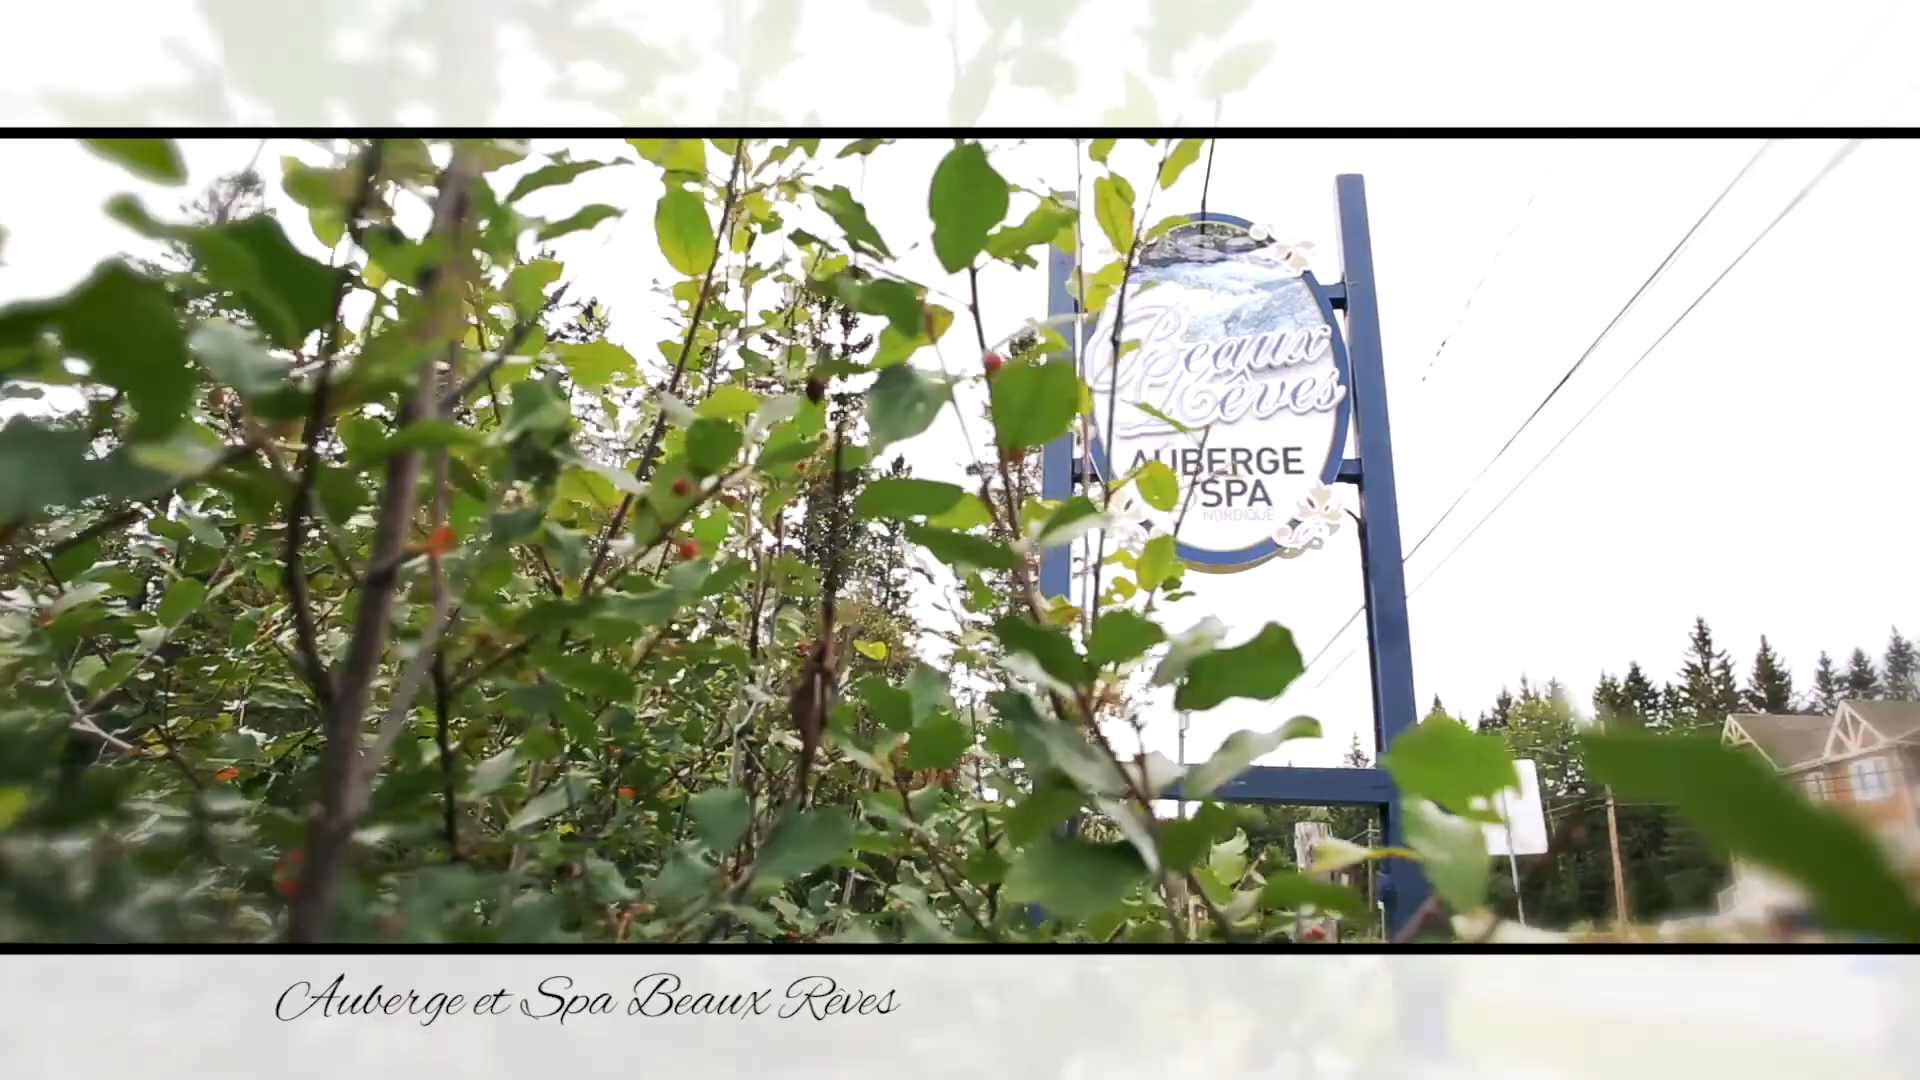 Beaux
Rêves
AUBERGE
SPA
NORDIQUE
Auberge et Spa Beaux Rêves